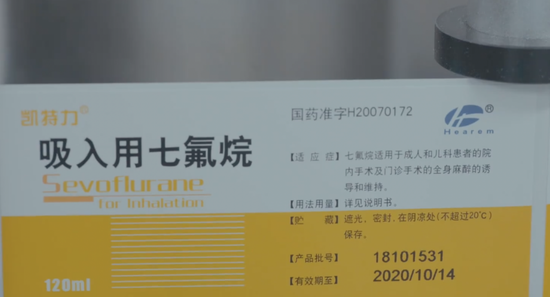 凯特力®
国药准字H20070172
Hearem®
吸入用七氟烷
Sevoflurane
for Inhalation
【适 应 症】七氟烷适用于成人和儿科患者的院
内手术及门诊手术的全身麻醉的诱
导和维持。
【用法用量】详见说明书。
【贮 藏】遮光，密封，在阴凉处(不超过20℃)
保存。
【产品批号】 18101531
【有效期至】 2020/10/14
120ml